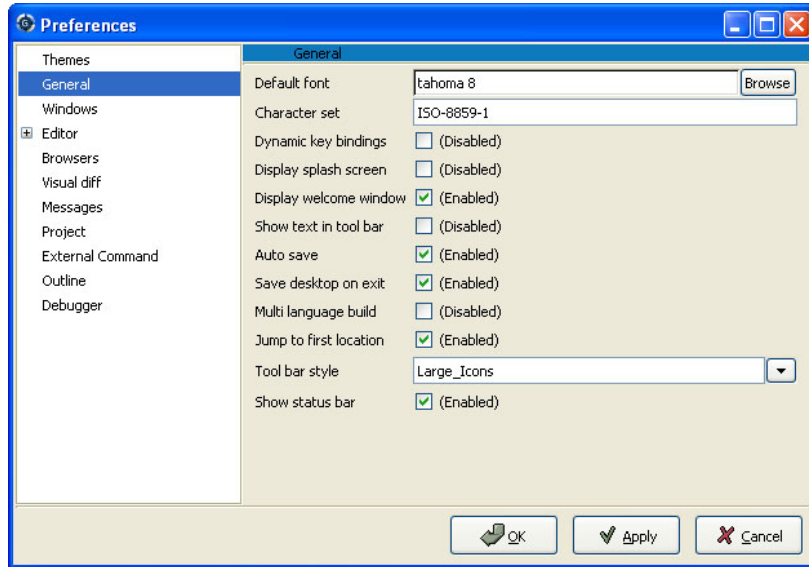 Preferences
Themes
General
Windows
Editor
Browsers
Visual diff
Messages
Project
External Command
Outline
Debugger
General
Default font tahoma 8 Browse
Character set ISO-8859-1
Dynamic key bindings (Disabled)
Display splash screen (Disabled)
Display welcome window (Enabled)
Show text in tool bar (Disabled)
Auto save (Enabled)
Save desktop on exit (Enabled)
Multi language build (Disabled)
Jump to first location (Enabled)
Tool bar style Large_Icons
Show status bar (Enabled)
OK Apply Cancel